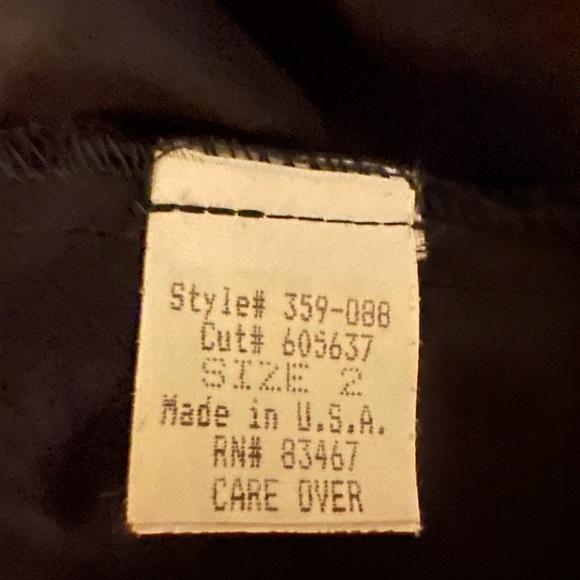 Style# 359-088
Cut# 605637
SIZE 2
Made in U.S.A.
RN# 83467
CARE OVER